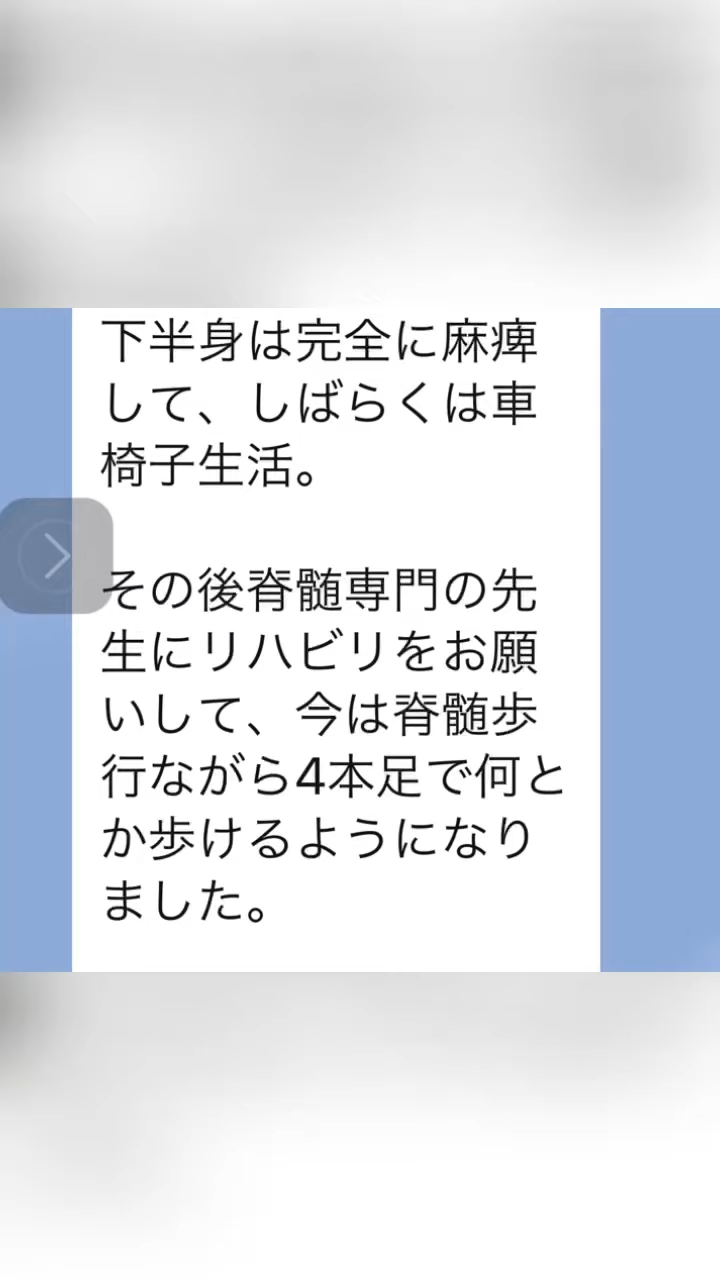 下半身は完全に麻痺
して、しばらくは車
椅子生活。
その後脊髄専門の先
生にリハビリをお願
いして、今は脊髄歩
行ながら4本足で何と
か歩けるようになり
ました。